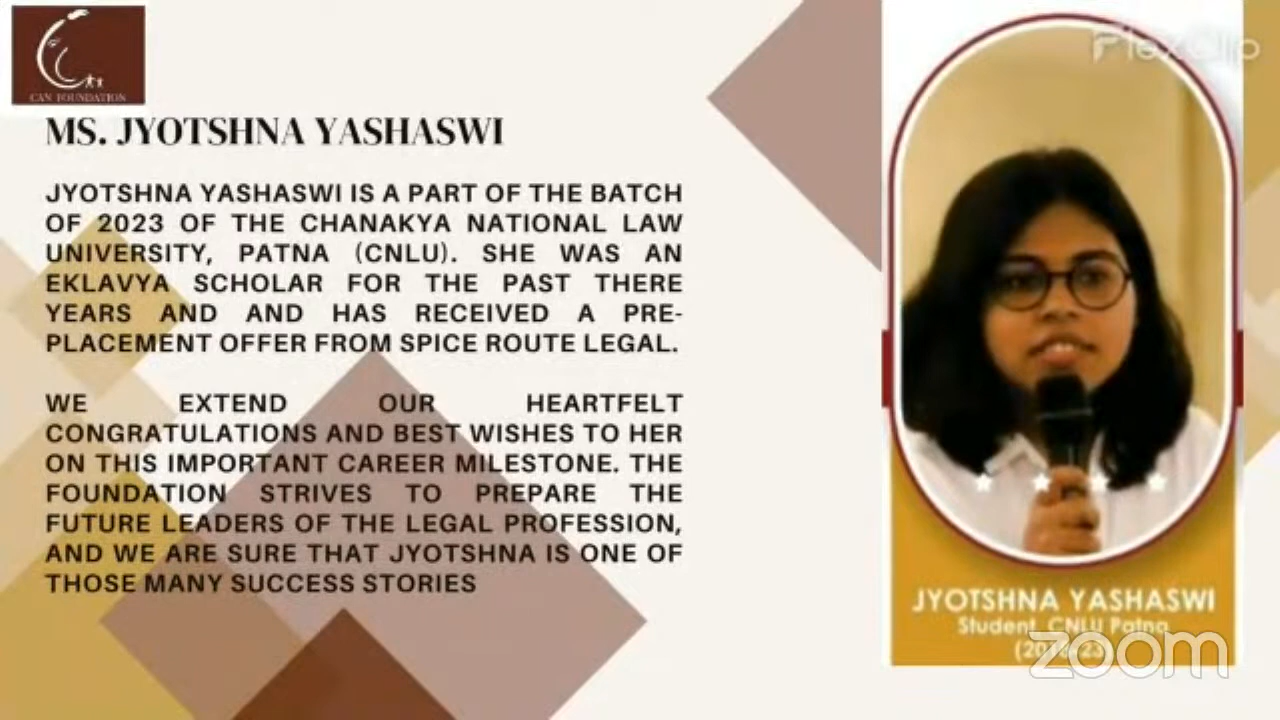 CAN FOUNDATION
MS. JYOTSHNA YASHASWI
JYOTSHNA YASHASWI IS A PART OF THE BATCH
OF 2023 OF THE CHANAKYA NATIONAL LAW
UNIVERSITY, PATNA (CNLU). SHE WAS AN
EKLAVYA SCHOLAR FOR THE PAST THERE
YEARS AND AND HAS RECEIVED A PRE-
PLACEMENT OFFER FROM SPICE ROUTE LEGAL.
WE EXTEND OUR HEARTFELT
CONGRATULATIONS AND BEST WISHES TO HER
ON THIS IMPORTANT CAREER MILESTONE. THE
FOUNDATION STRIVES TO PREPARE THE
FUTURE LEADERS OF THE LEGAL PROFESSION,
AND WE ARE SURE THAT JYOTSHNA IS ONE OF
THOSE MANY SUCCESS STORIES
FlexClip
JYOTSHNA YASHASWI
Student, CNLU Patna
zoom